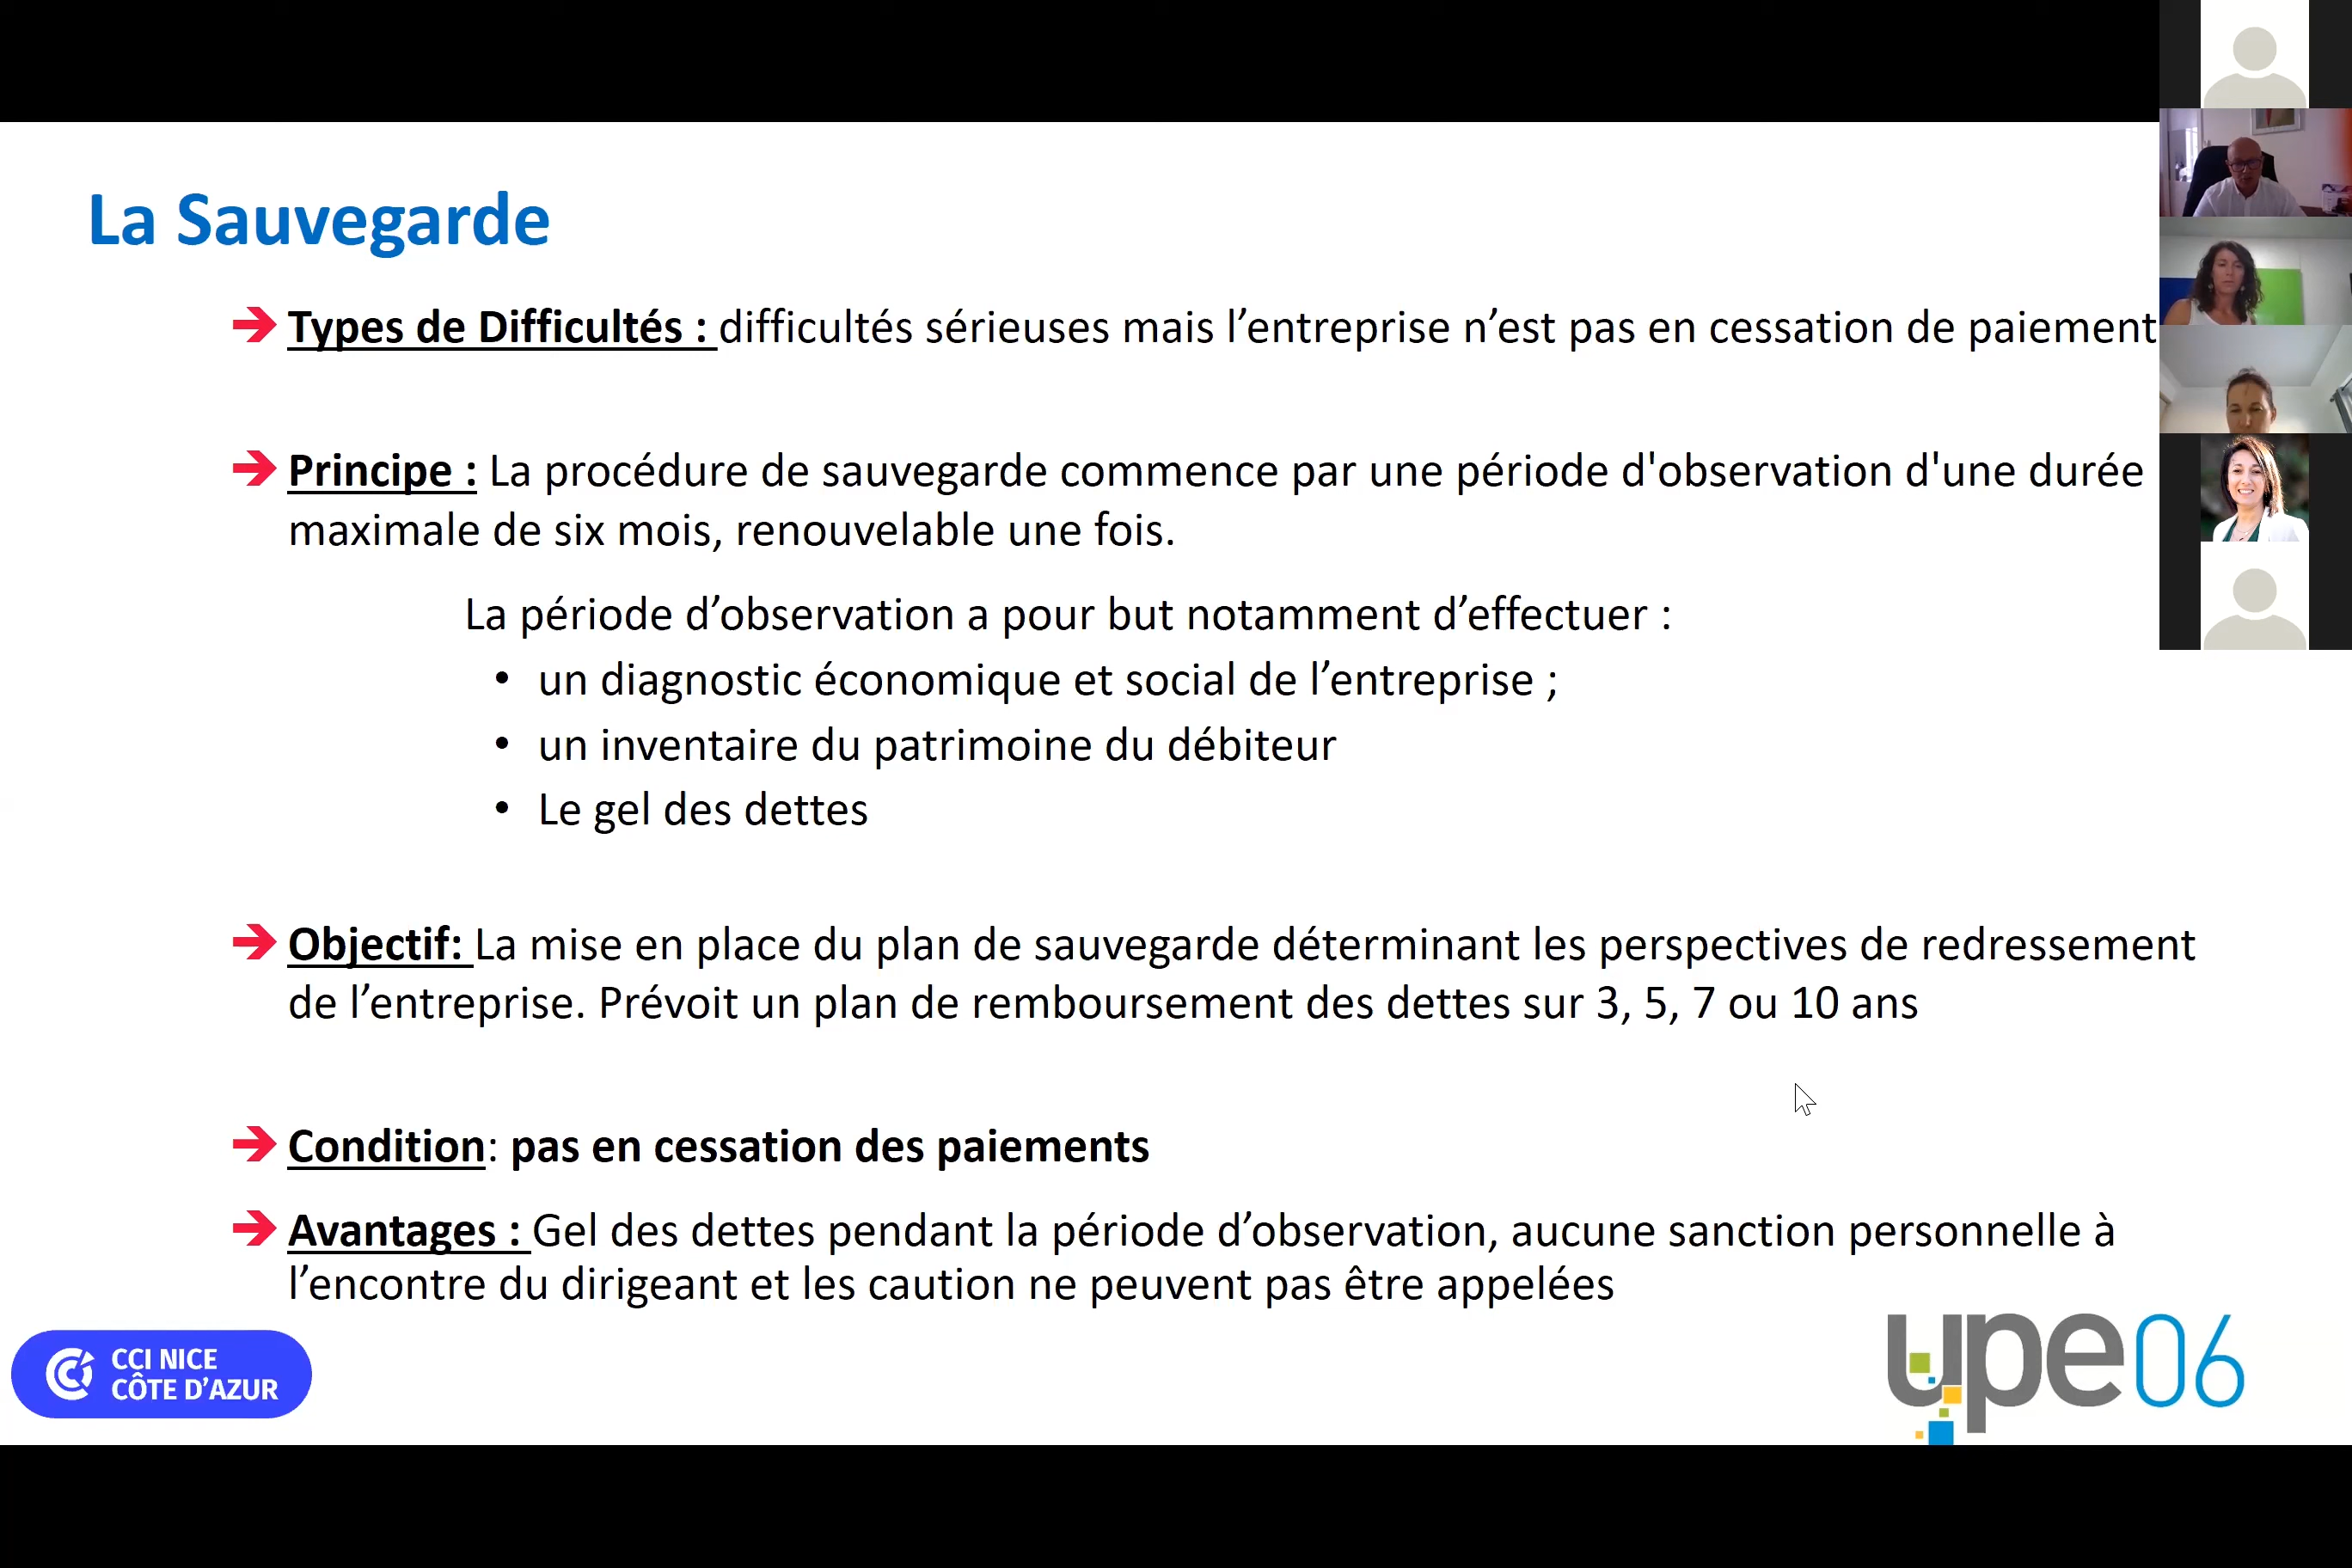 La Sauvegarde
Types de Difficultés : difficultés sérieuses mais l’entreprise n’est pas en cessation de paiement
Principe : La procédure de sauvegarde commence par une période d'observation d'une durée
maximale de six mois, renouvelable une fois.
La période d’observation a pour but notamment d’effectuer :
• un diagnostic économique et social de l’entreprise ;
• un inventaire du patrimoine du débiteur
• Le gel des dettes
Objectif: La mise en place du plan de sauvegarde déterminant les perspectives de redressement
de l’entreprise. Prévoit un plan de remboursement des dettes sur 3, 5, 7 ou 10 ans
Condition: pas en cessation des paiements
Avantages : Gel des dettes pendant la période d’observation, aucune sanction personnelle à
l’encontre du dirigeant et les caution ne peuvent pas être appelées
CCI NICE
CÔTE D’AZUR
upe06